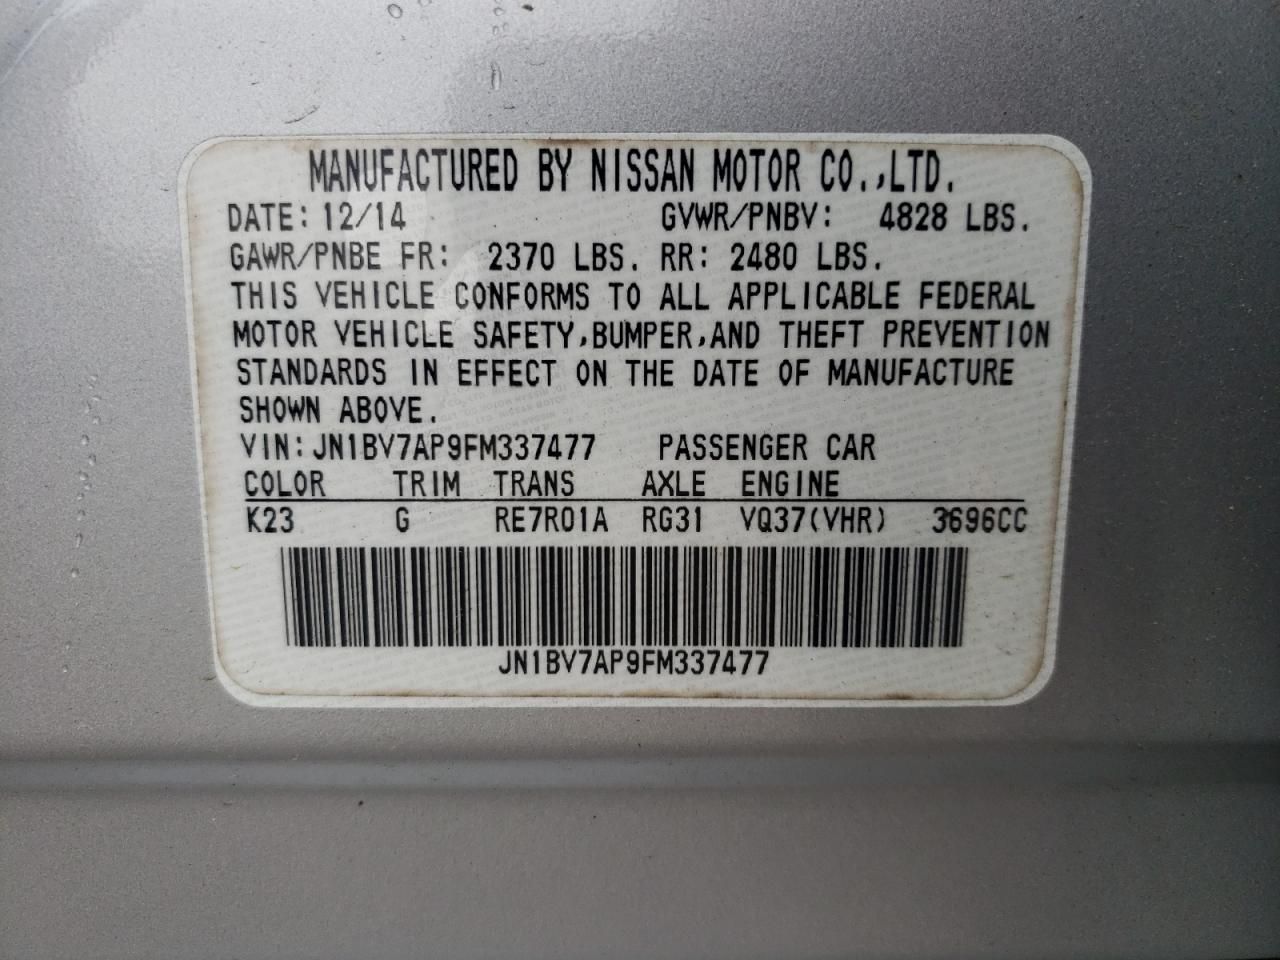 MANUFACTURED BY NISSAN MOTOR CO.,LTD.
DATE: 12/14 GVWR/PNBV: 4828 LBS.
GAWR/PNBE FR: 2370 LBS. RR: 2480 LBS.
THIS VEHICLE CONFORMS TO ALL APPLICABLE FEDERAL
MOTOR VEHICLE SAFETY,BUMPER,AND THEFT PREVENTION
STANDARDS IN EFFECT ON THE DATE OF MANUFACTURE
SHOWN ABOVE.
VIN: JN1BV7AP9FM337477 PASSENGER CAR
COLOR TRIM TRANS AXLE ENGINE
K23 G RE7R01A RG31 VQ37(VHR) 3696CC
JN1BV7AP9FM337477